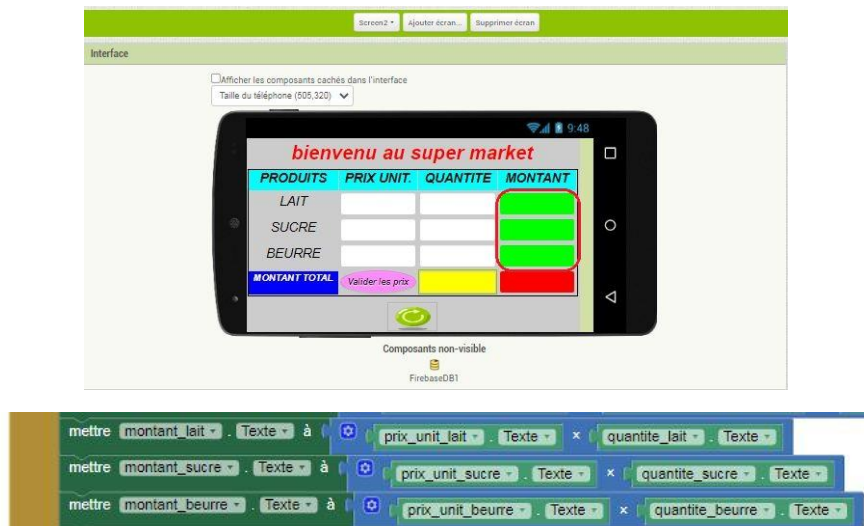 Screen2 Ajouter écran... Supprimer écran
Interface
Afficher les composants cachés dans l'interface
Taille du téléphone (505,320)
9:48
bienvenu au super market
PRODUITS PRIX UNIT. QUANTITE MONTANT
LAIT
SUCRE
BEURRE
MONTANT TOTAL Valider les prix
Composants non-visible
FirebaseDB1
mettre montant_lait . Texte à prix_unit_lait . Texte x quantite_lait . Texte
mettre montant_sucre . Texte à prix_unit_sucre . Texte x quantite_sucre . Texte
mettre montant_beurre . Texte à prix_unit_beurre . Texte x quantite_beurre . Texte